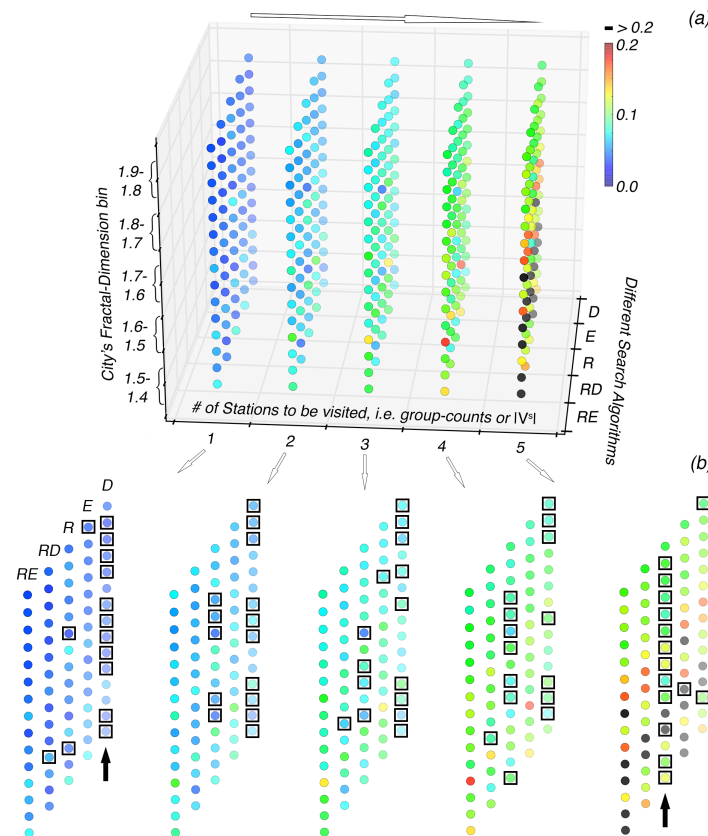 (a)
> 0.2
0.2
0.1
0.0
City's Fractal-Dimension bin
1.9-
1.8
1.8-
1.7
1.7-
1.6
1.6-
1.5
1.5-
1.4
D
E
R
RD
RE
Different Search Algorithms
# of Stations to be visited, i.e. group-counts or |Vˢ|
1 2 3 4 5
(b)
D
E
R
RD
RE